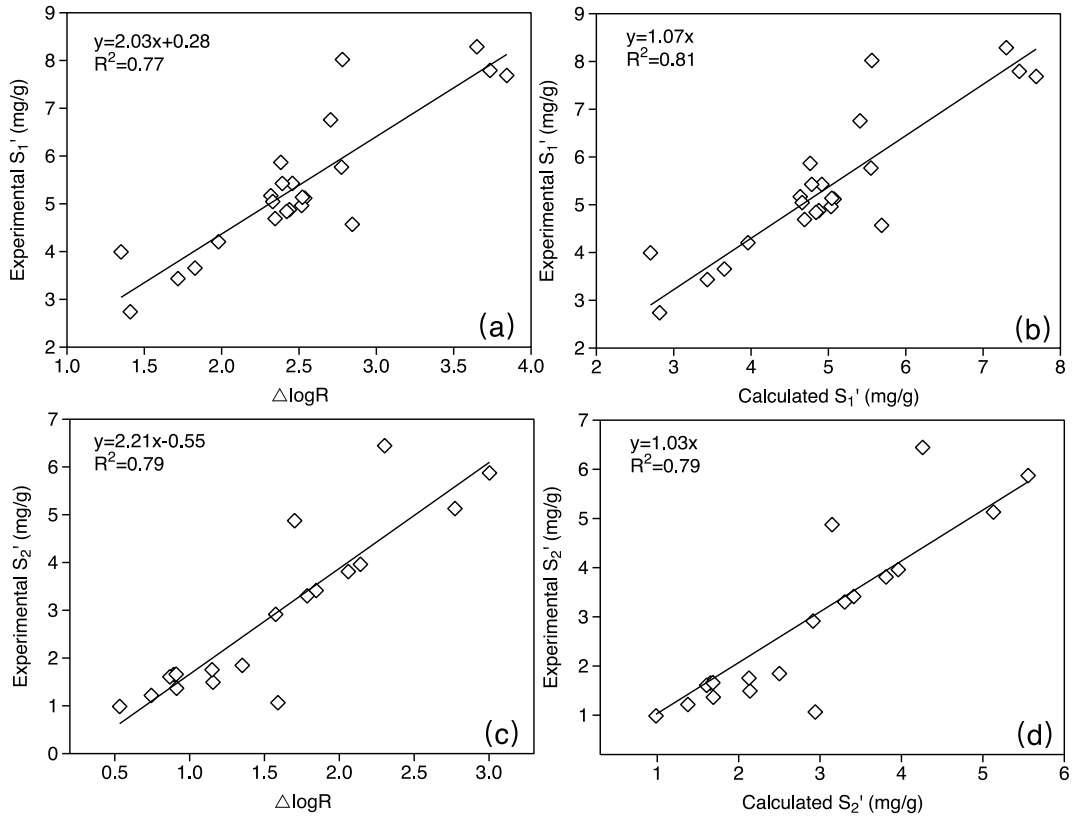 y=2.03x+0.28
R²=0.77
Experimental S₁' (mg/g)
9
8
7
6
5
4
3
2
1.0 1.5 2.0 2.5 3.0 3.5 4.0
△logR
(a)
y=1.07x
R²=0.81
Experimental S₁' (mg/g)
9
8
7
6
5
4
3
2
2 3 4 5 6 7 8
Calculated S₁' (mg/g)
(b)
y=2.21x-0.55
R²=0.79
Experimental S₂' (mg/g)
7
6
5
4
3
2
1
0
0.5 1.0 1.5 2.0 2.5 3.0
△logR
(c)
y=1.03x
R²=0.79
Experimental S₂' (mg/g)
7
6
5
4
3
2
1
1 2 3 4 5 6
Calculated S₂' (mg/g)
(d)